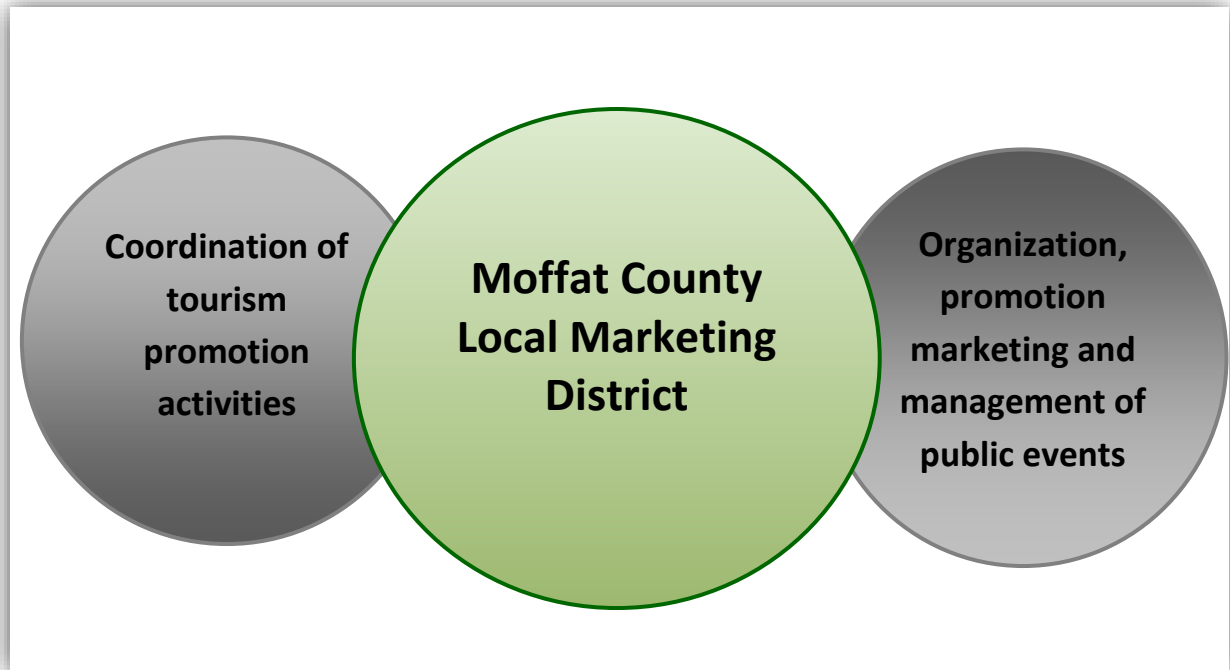 Coordination of
tourism
promotion
activities
Moffat County
Local Marketing
District
Organization,
promotion
marketing and
management of
public events